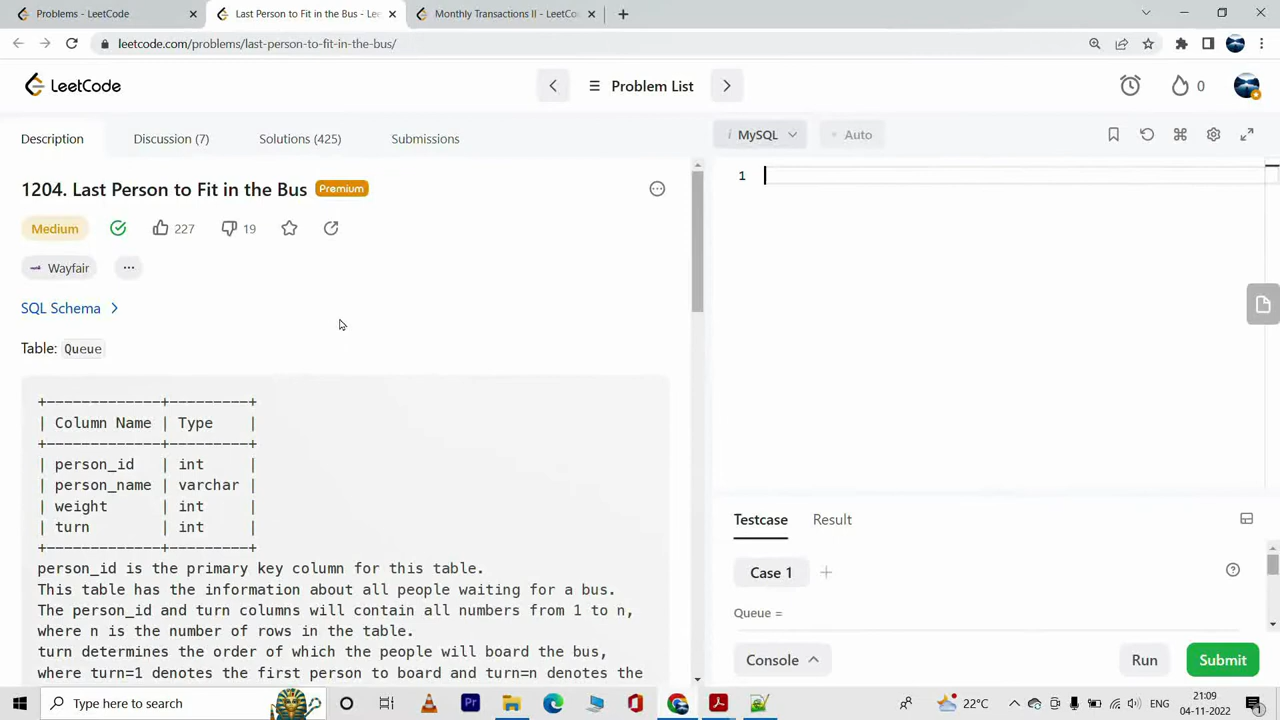 Problems - LeetCode
Last Person to Fit in the Bus - Lee
Monthly Transactions II - LeetCo
leetcode.com/problems/last-person-to-fit-in-the-bus/
LeetCode
Problem List
0
Description
Discussion (7)
Solutions (425)
Submissions
i MySQL
Auto
1204. Last Person to Fit in the Bus Premium
1
Medium
227
19
Wayfair
...
SQL Schema
Table: Queue
+-------------+---------+
| Column Name | Type    |
+-------------+---------+
| person_id   | int     |
| person_name | varchar |
| weight      | int     |
| turn        | int     |
+-------------+---------+
person_id is the primary key column for this table.
This table has the information about all people waiting for a bus.
The person_id and turn columns will contain all numbers from 1 to n,
where n is the number of rows in the table.
turn determines the order of which the people will board the bus,
where turn=1 denotes the first person to board and turn=n denotes the
Testcase
Result
Case 1
Queue =
Console
Run
Submit
Type here to search
22°C
ENG
21:09
04-11-2022